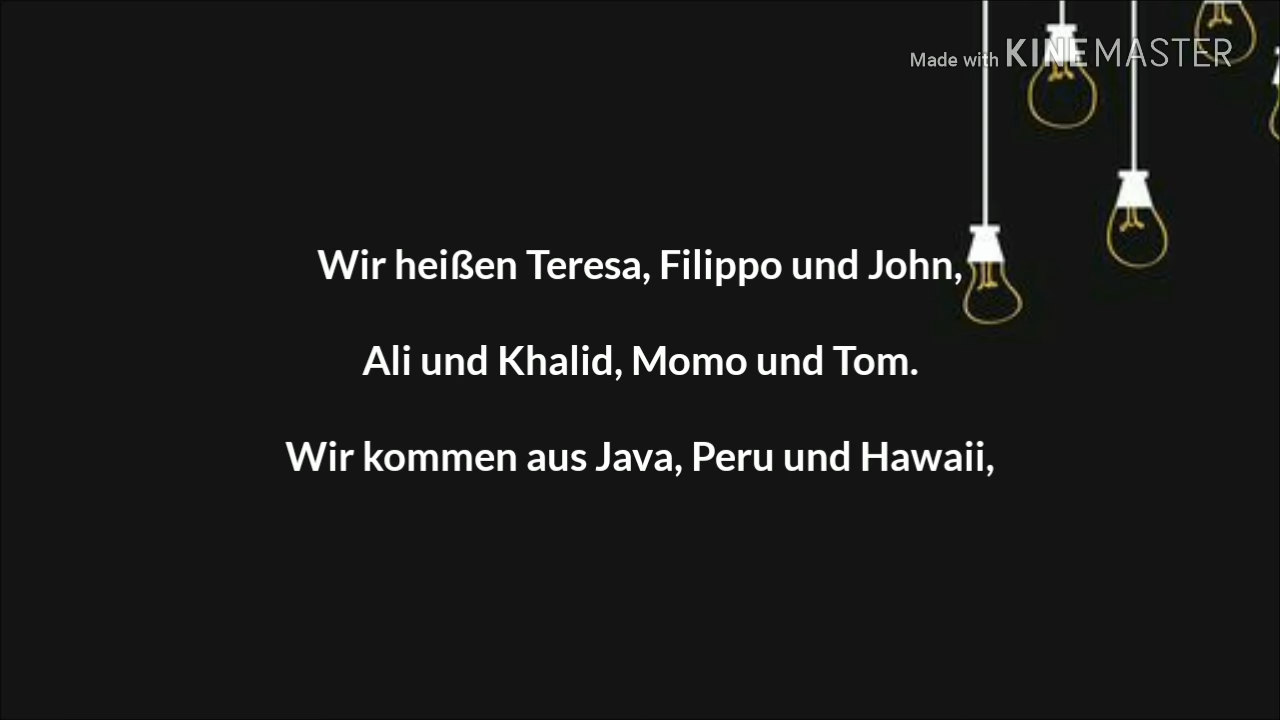 Made with KINEMASTER
Wir heißen Teresa, Filippo und John,
Ali und Khalid, Momo und Tom.
Wir kommen aus Java, Peru und Hawaii,